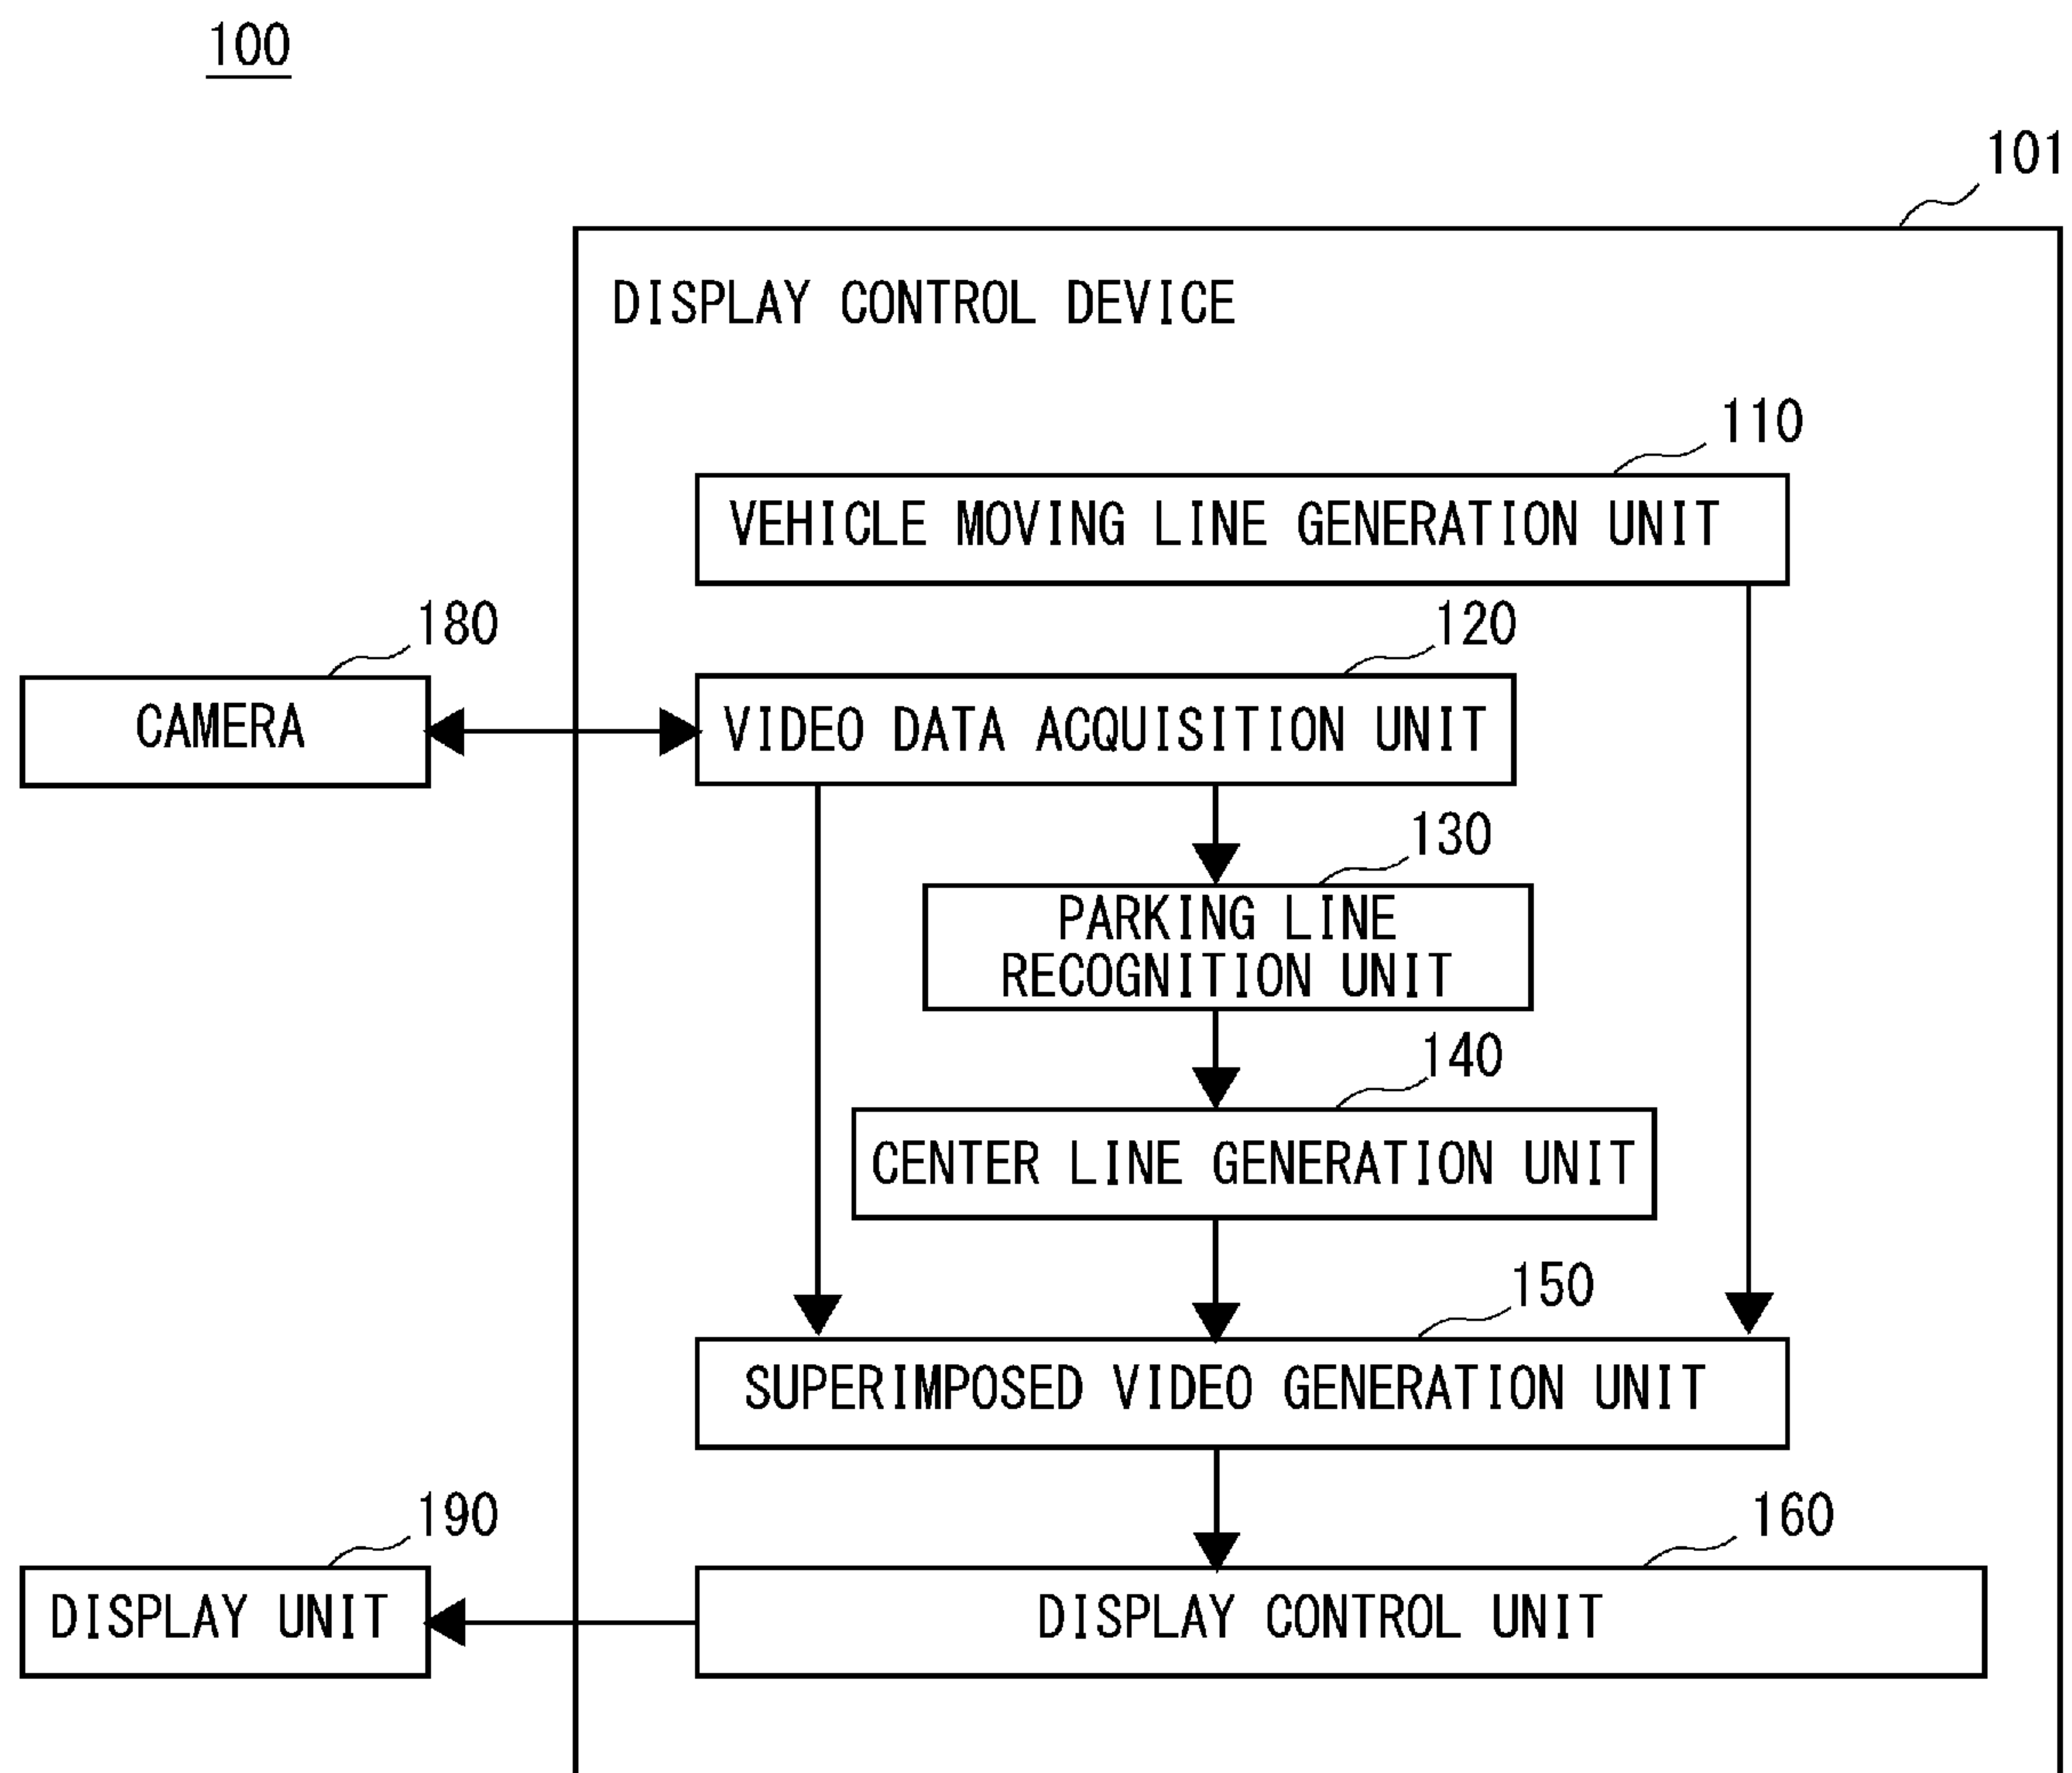 100
101
DISPLAY CONTROL DEVICE
110
VEHICLE MOVING LINE GENERATION UNIT
180
120
CAMERA
VIDEO DATA ACQUISITION UNIT
130
PARKING LINE
RECOGNITION UNIT
140
CENTER LINE GENERATION UNIT
150
SUPERIMPOSED VIDEO GENERATION UNIT
190
160
DISPLAY UNIT
DISPLAY CONTROL UNIT